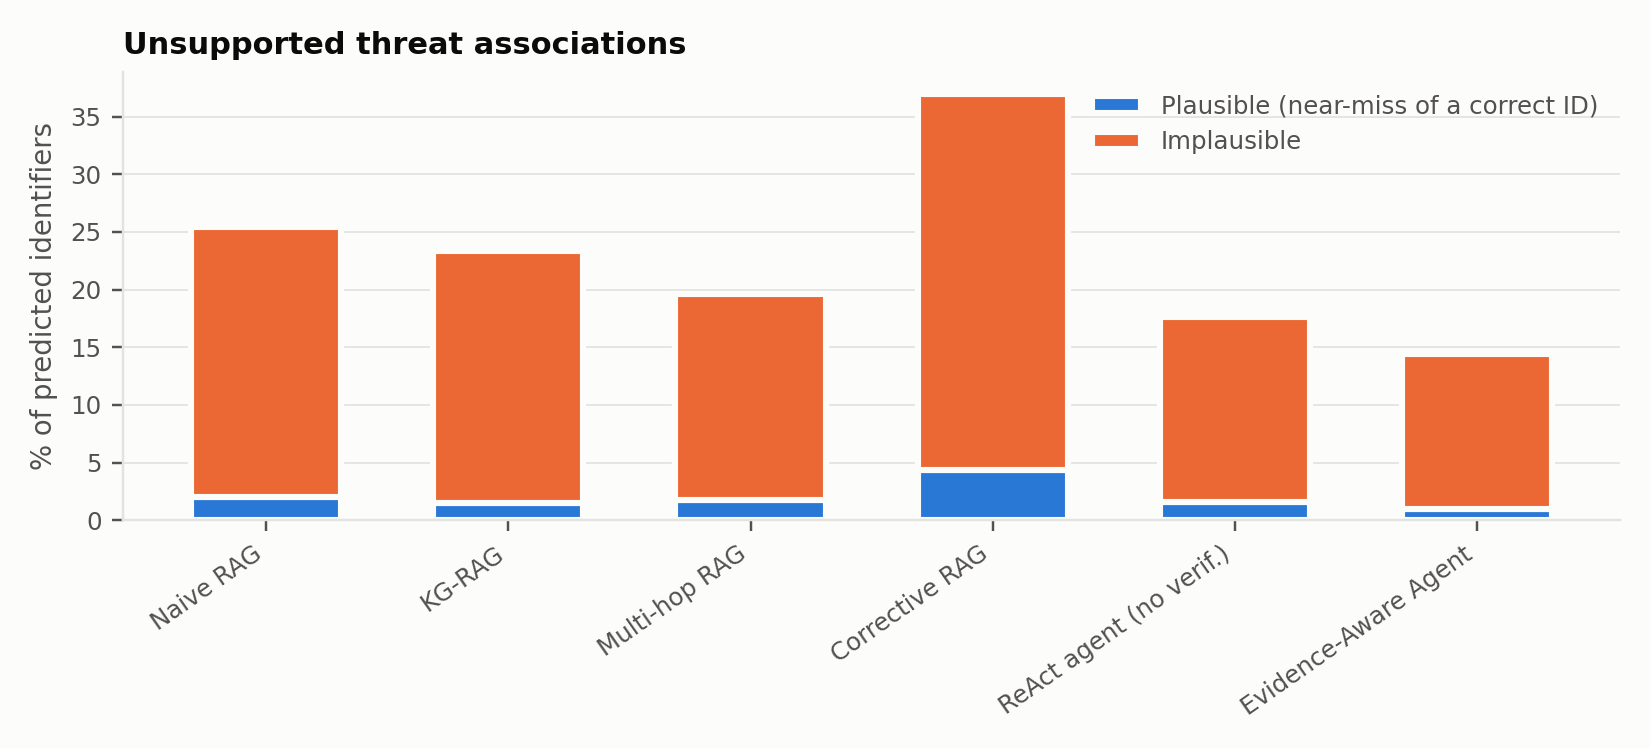 Unsupported threat associations
% of predicted identifiers
35
30
25
20
15
10
5
0
Plausible (near-miss of a correct ID)
Implausible
Naive RAG
KG-RAG
Multi-hop RAG
Corrective RAG
ReAct agent (no verif.)
Evidence-Aware Agent